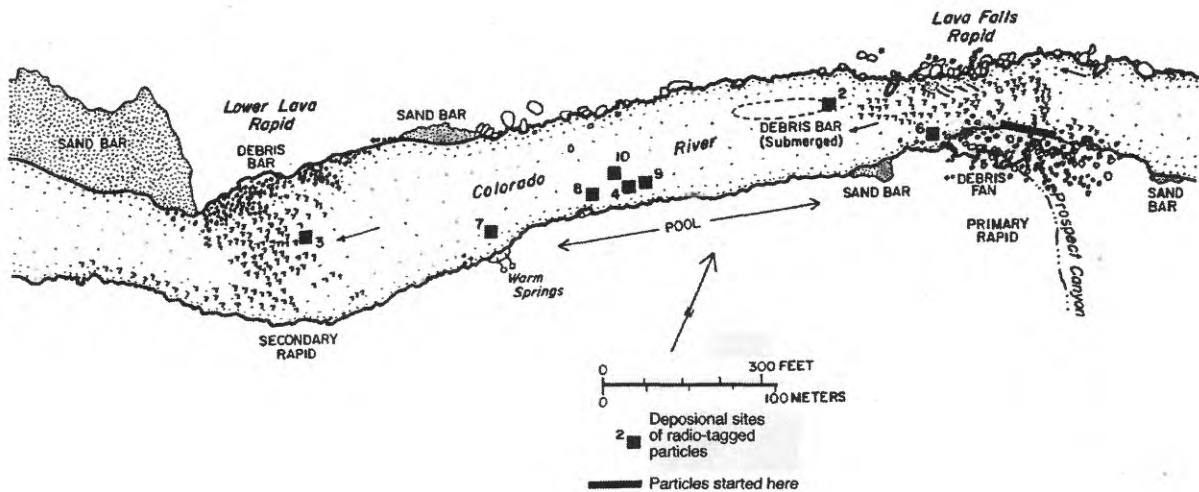 Lava Falls
Rapid
Lower Lava
Rapid
SAND BAR
DEBRIS
BAR
SAND BAR
2
DEBRIS BAR
(Submerged)
6
River
10
9
8
4
Colorado
7
3
SAND BAR
DEBRIS
FAN
SAND
BAR
PRIMARY
RAPID
Prospect Canyon
POOL
Warm
Springs
SECONDARY
RAPID
0
300 FEET
0
100 METERS
2
Deposional sites
of radio-tagged
particles
Particles started here